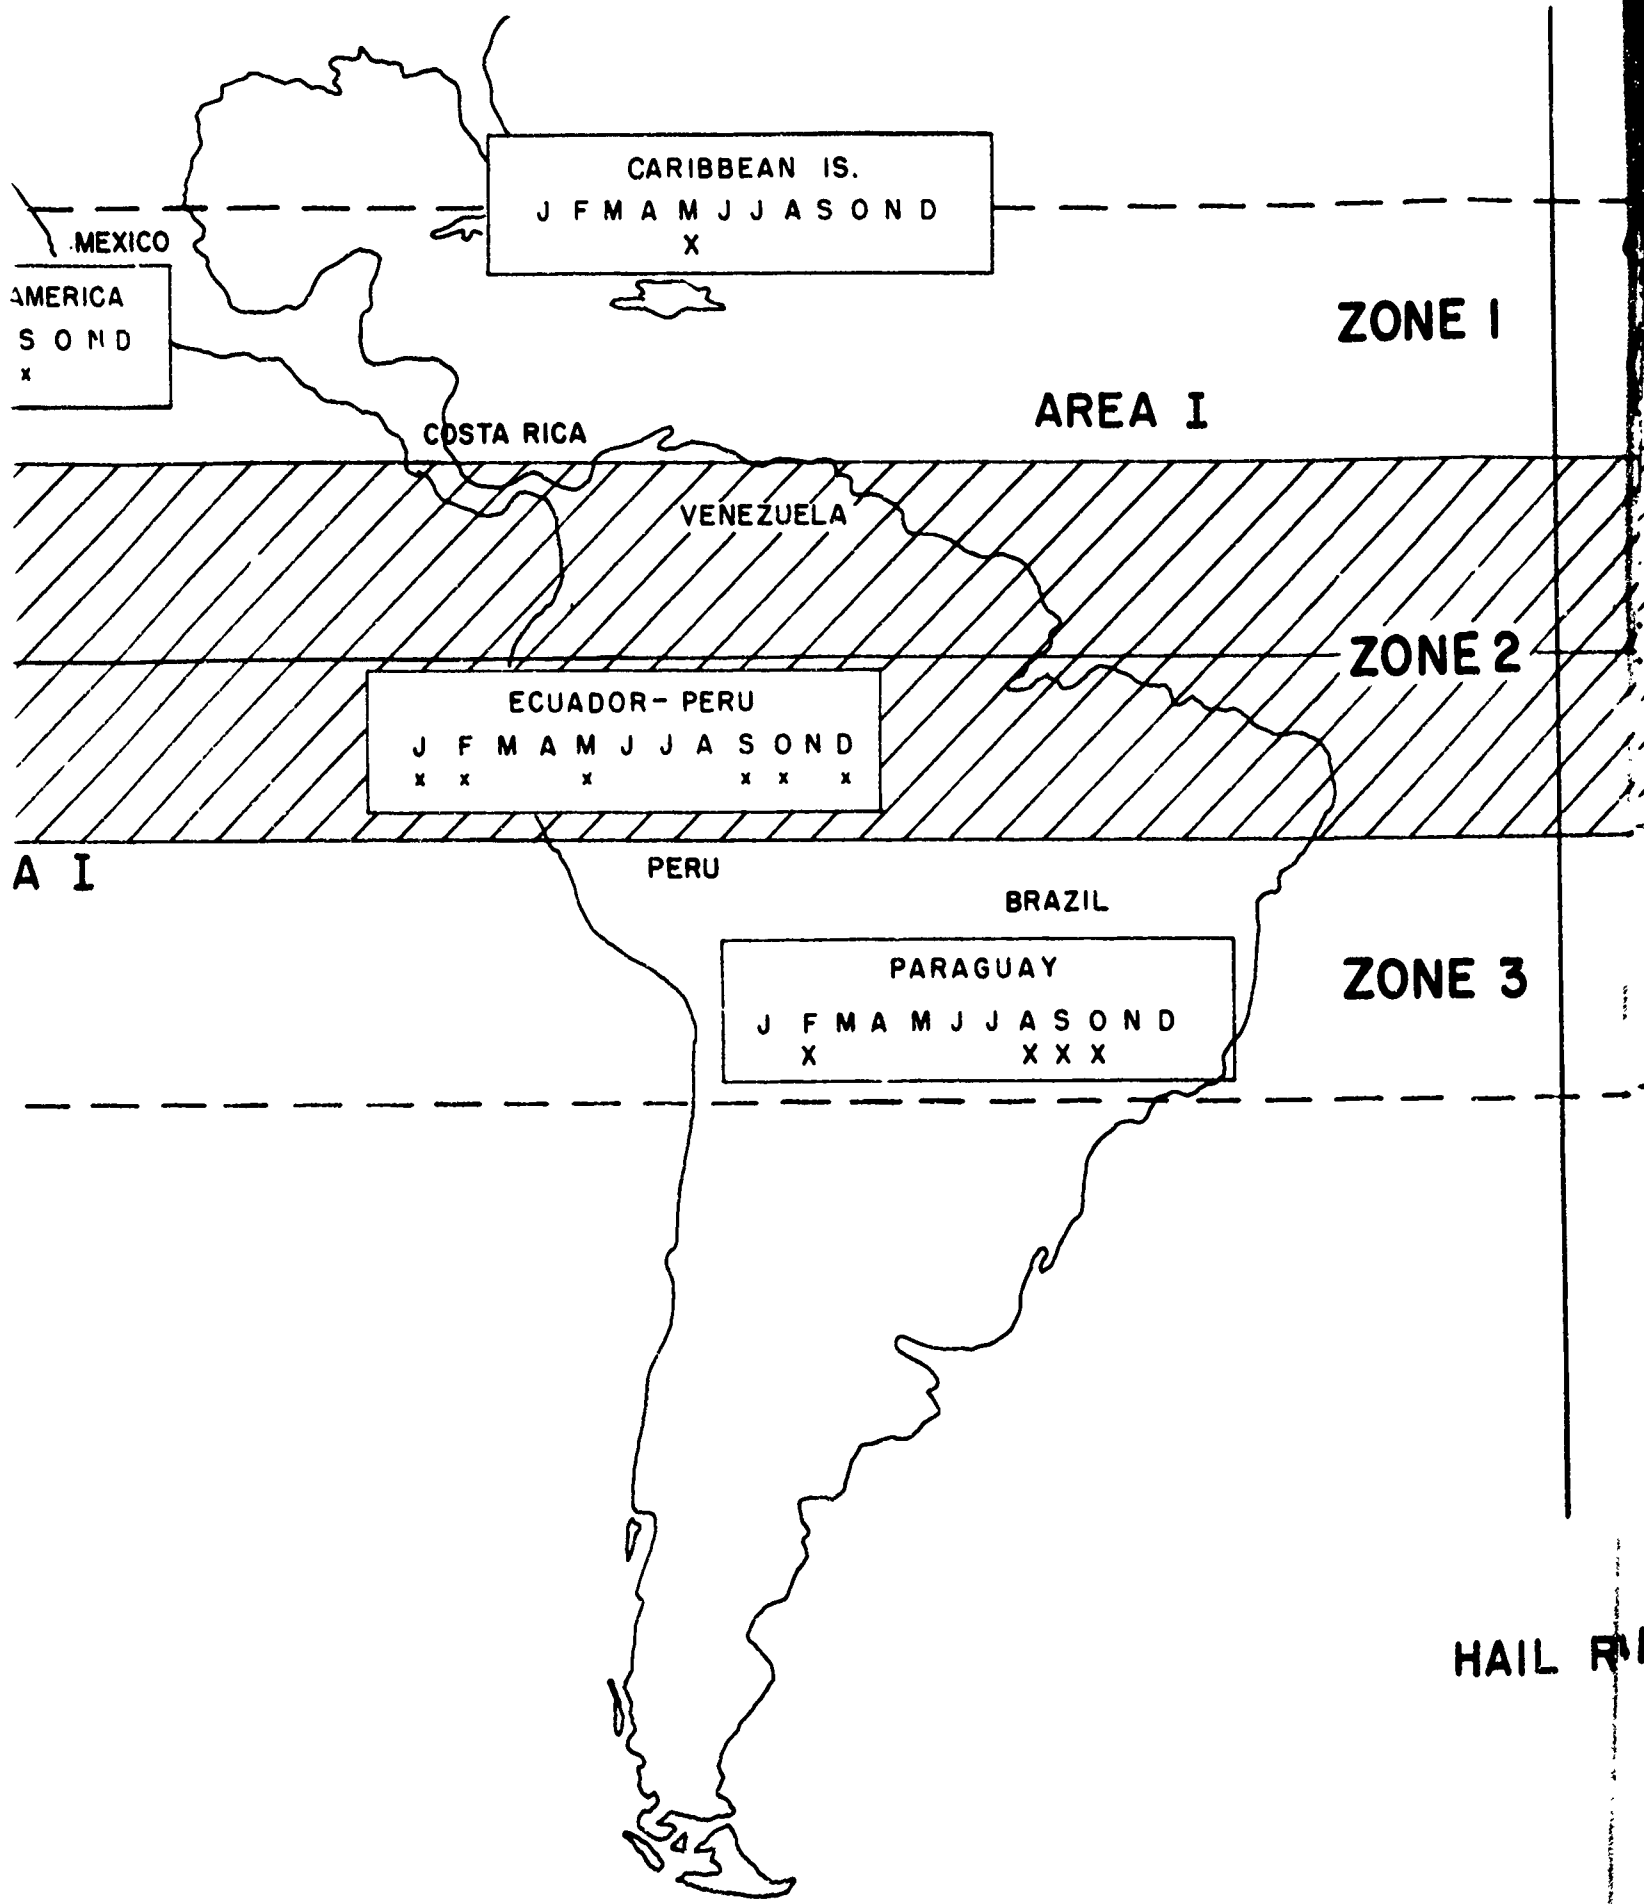 CARIBBEAN IS.
J F M A M J J A S O N D
X
MEXICO
AMERICA
S O N D
x
ZONE 1
AREA I
COSTA RICA
VENEZUELA
ZONE 2
ECUADOR- PERU
J F M A M J J A S O N D
x x x x x x
A I
PERU
BRAZIL
PARAGUAY
J F M A M J J A S O N D
X X X X
ZONE 3
HAIL